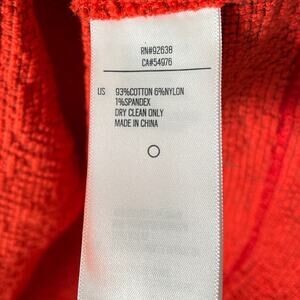 RN#92638
CA#54976
US 93%COTTON 6%NYLON
1%SPANDEX
DRY CLEAN ONLY
MADE IN CHINA